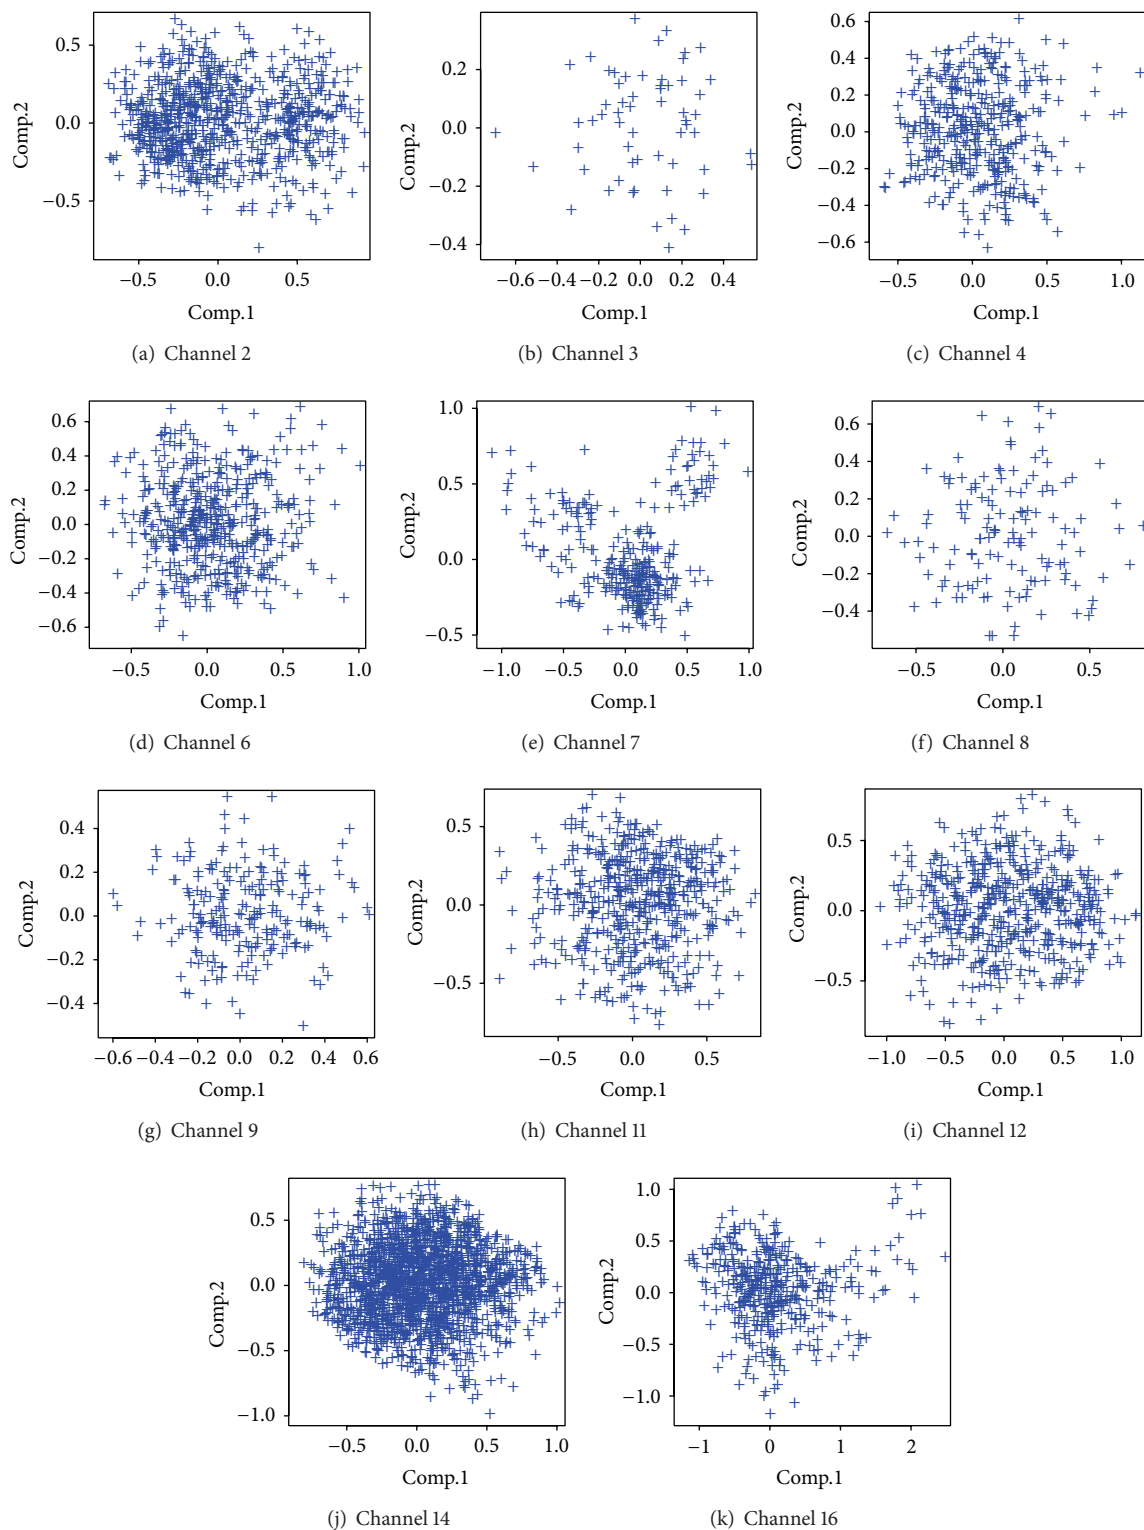 0.5
0.0
−0.5
Comp.2
−0.5 0.0 0.5
Comp.1
(a) Channel 2
0.2
0.0
−0.2
−0.4
Comp.2
−0.6 −0.4 −0.2 0.0 0.2 0.4
Comp.1
(b) Channel 3
0.6
0.4
0.2
0.0
−0.2
−0.4
−0.6
Comp.2
−0.5 0.0 0.5 1.0
Comp.1
(c) Channel 4
0.6
0.4
0.2
0.0
−0.2
−0.4
−0.6
Comp.2
−0.5 0.0 0.5 1.0
Comp.1
(d) Channel 6
1.0
0.5
0.0
−0.5
Comp.2
−1.0 −0.5 0.0 0.5 1.0
Comp.1
(e) Channel 7
0.6
0.4
0.2
0.0
−0.2
−0.4
Comp.2
−0.5 0.0 0.5
Comp.1
(f) Channel 8
0.4
0.2
0.0
−0.2
−0.4
Comp.2
−0.6 −0.4 −0.2 0.0 0.2 0.4 0.6
Comp.1
(g) Channel 9
0.5
0.0
−0.5
Comp.2
−0.5 0.0 0.5
Comp.1
(h) Channel 11
0.5
0.0
−0.5
Comp.2
−1.0 −0.5 0.0 0.5 1.0
Comp.1
(i) Channel 12
0.5
0.0
−0.5
−1.0
Comp.2
−0.5 0.0 0.5 1.0
Comp.1
(j) Channel 14
1.0
0.5
0.0
−0.5
−1.0
Comp.2
−1 0 1 2
Comp.1
(k) Channel 16